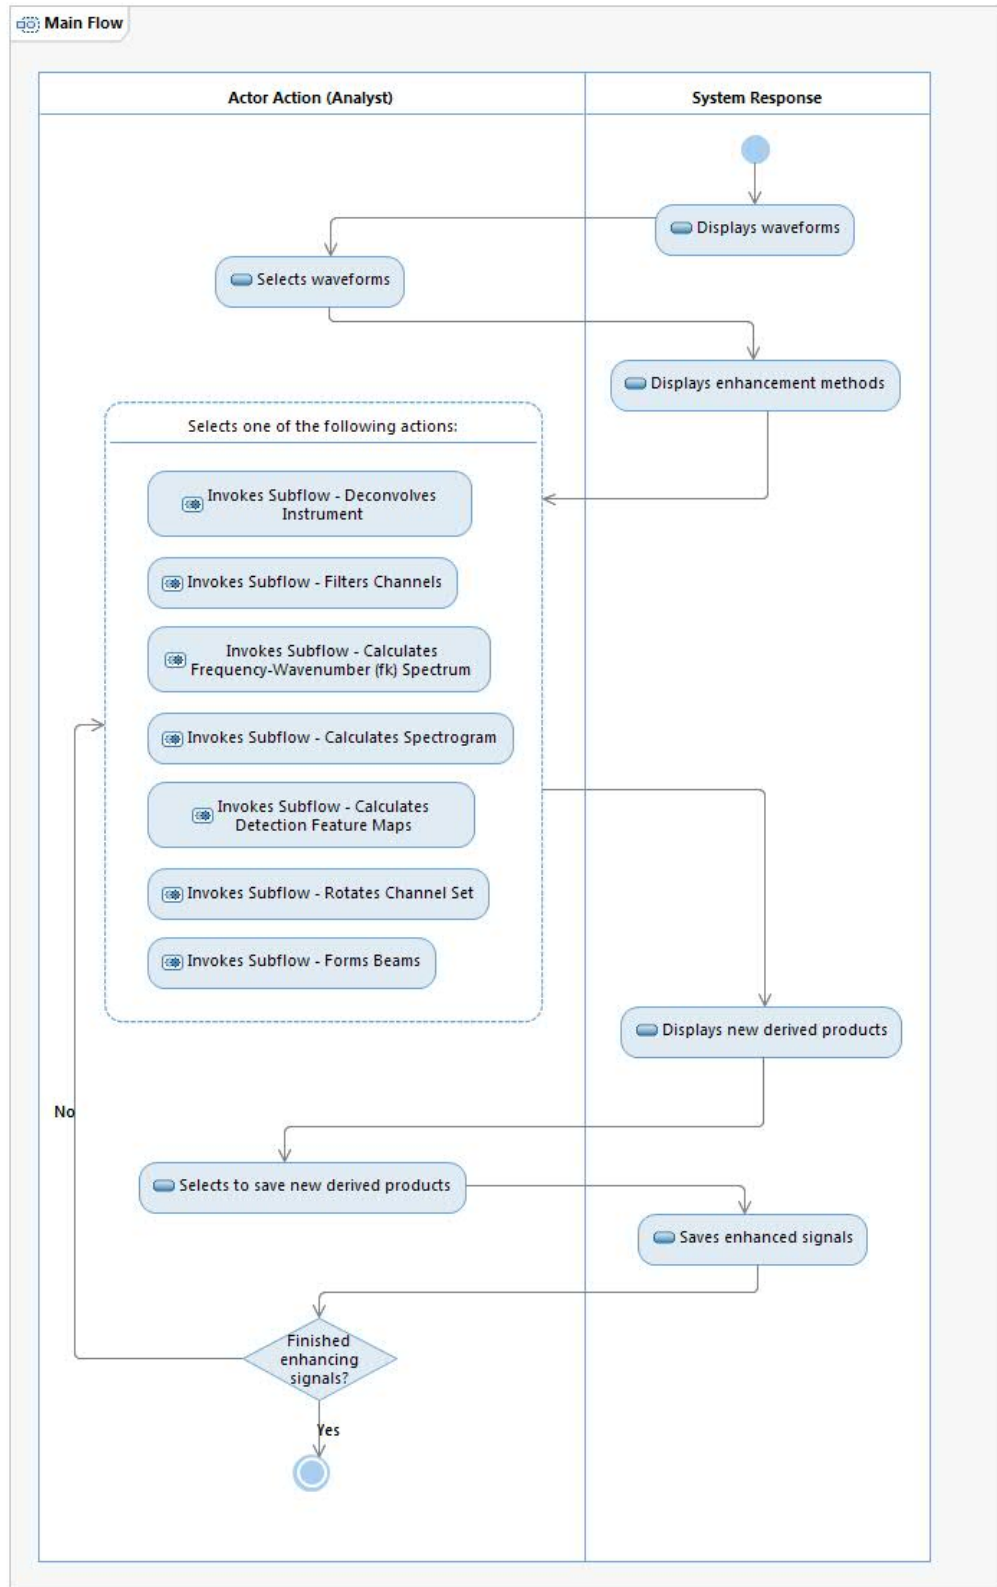 Main Flow
Actor Action (Analyst)
System Response
Displays waveforms
Selects waveforms
Displays enhancement methods
Selects one of the following actions:
Invokes Subflow - Deconvolves
Instrument
Invokes Subflow - Filters Channels
Invokes Subflow - Calculates
Frequency-Wavenumber (fk) Spectrum
Invokes Subflow - Calculates Spectrogram
Invokes Subflow - Calculates
Detection Feature Maps
Invokes Subflow - Rotates Channel Set
Invokes Subflow - Forms Beams
Displays new derived products
No
Selects to save new derived products
Saves enhanced signals
Finished
enhancing
signals?
Yes